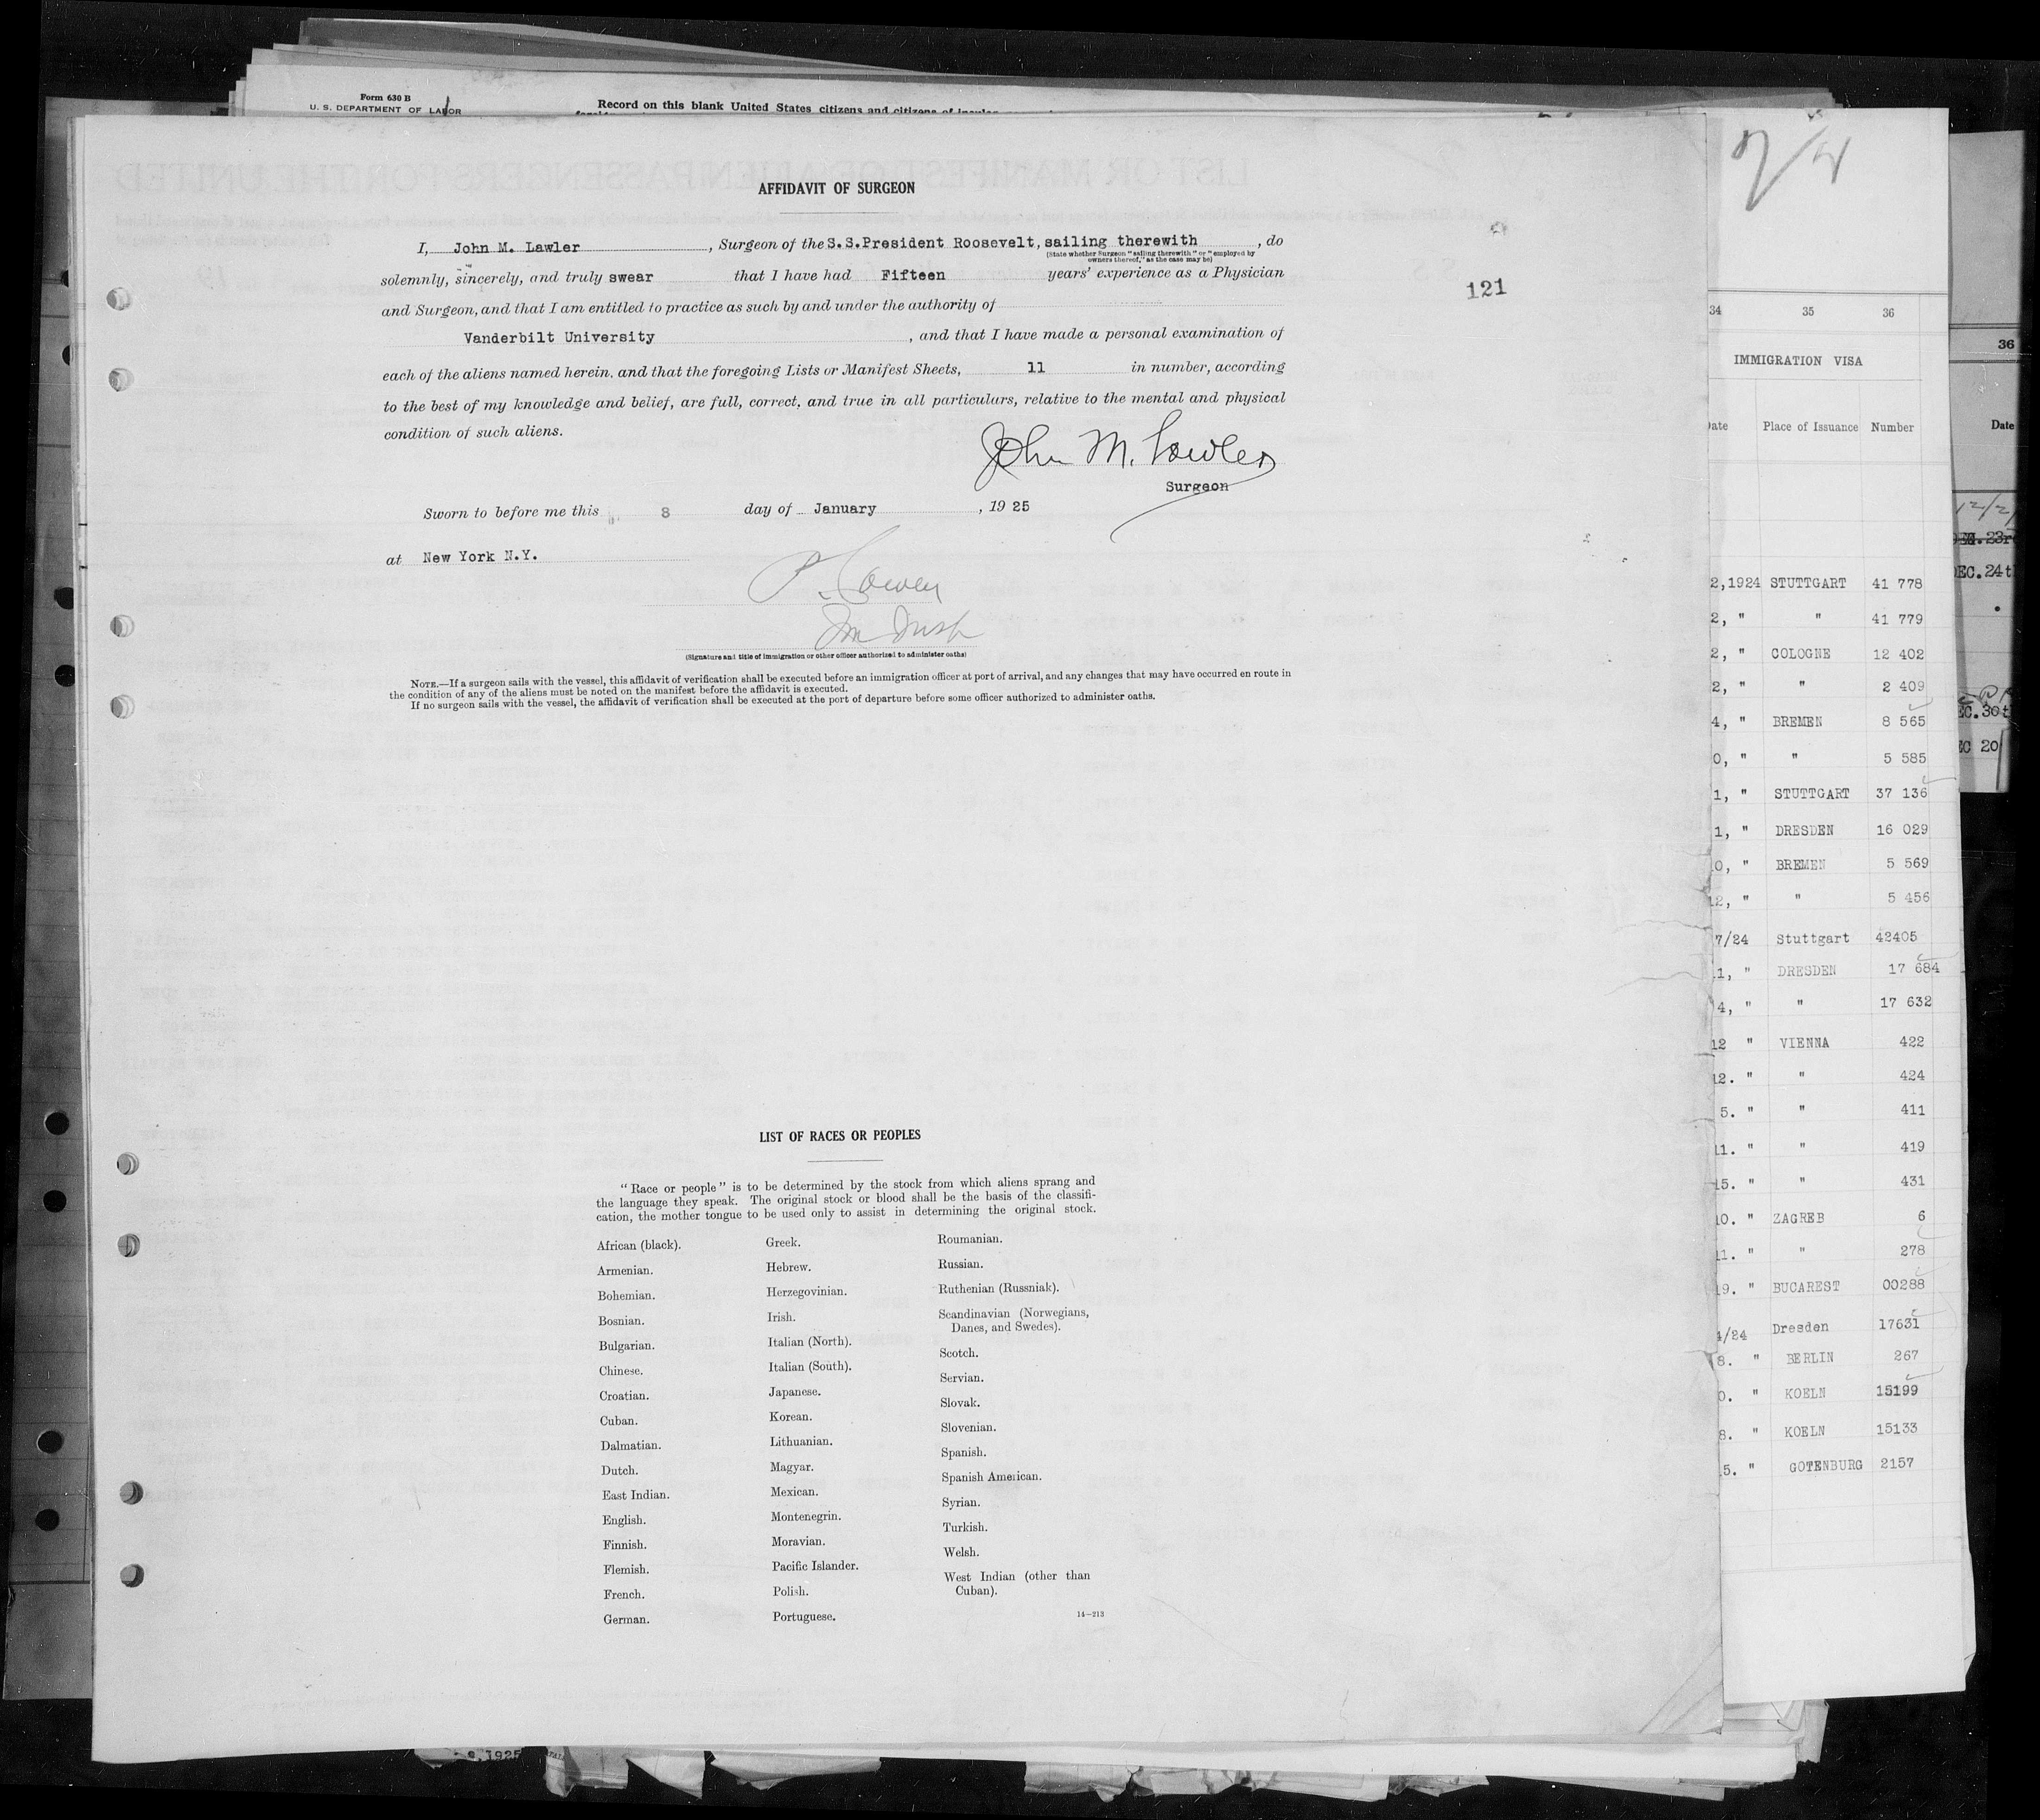 Form 630 B
U. S. DEPARTMENT OF LABOR
Record on this blank United States citizens and citizens of insular
AFFIDAVIT OF SURGEON
I, John M. Lawler, Surgeon of the S.S.President Roosevelt, sailing therewith, do
(State whether Surgeon "sailing therewith" or "employed by
owners thereof," as the case may be)
solemnly, sincerely, and truly swear that I have had Fifteen years' experience as a Physician
and Surgeon, and that I am entitled to practice as such by and under the authority of
Vanderbilt University, and that I have made a personal examination of
each of the aliens named herein, and that the foregoing Lists or Manifest Sheets, 11 in number, according
to the best of my knowledge and belief, are full, correct, and true in all particulars, relative to the mental and physical
condition of such aliens.
John M. Lawler
Surgeon
Sworn to before me this 8 day of January, 1925
at New York N.Y.
(Signature and title of immigration or other officer authorized to administer oaths)
NOTE.—If a surgeon sails with the vessel, this affidavit of verification shall be executed before an immigration officer at port of arrival, and any changes that may have occurred en route in
the condition of any of the aliens must be noted on the manifest before the affidavit is executed.
If no surgeon sails with the vessel, the affidavit of verification shall be executed at the port of departure before some officer authorized to administer oaths.
121
LIST OF RACES OR PEOPLES
"Race or people" is to be determined by the stock from which aliens sprang and
the language they speak. The original stock or blood shall be the basis of the classifi-
cation, the mother tongue to be used only to assist in determining the original stock.
African (black).
Armenian.
Bohemian.
Bosnian.
Bulgarian.
Chinese.
Croatian.
Cuban.
Dalmatian.
Dutch.
East Indian.
English.
Finnish.
Flemish.
French.
German.
Greek.
Hebrew.
Herzegovinian.
Irish.
Italian (North).
Italian (South).
Japanese.
Korean.
Lithuanian.
Magyar.
Mexican.
Montenegrin.
Moravian.
Pacific Islander.
Polish.
Portuguese.
Roumanian.
Russian.
Ruthenian (Russniak).
Scandinavian (Norwegians,
Danes, and Swedes).
Scotch.
Servian.
Slovak.
Slovenian.
Spanish.
Spanish American.
Syrian.
Turkish.
Welsh.
West Indian (other than
Cuban).
14—213
34 35 36
IMMIGRATION VISA
Date Place of Issuance Number
2,1924 STUTTGART 41 778
2, " " 41 779
2, " COLOGNE 12 402
2, " " 2 409
4, " BREMEN 8 565
0, " " 5 585
1, " STUTTGART 37 136
1, " DRESDEN 16 029
0, " BREMEN 5 569
12, " " 5 456
7/24 Stuttgart 42405
1, " DRESDEN 17 684
4, " " 17 632
12 " VIENNA 422
12. " " 424
5. " " 411
11. " " 419
15. " " 431
10. " ZAGREB 6
11. " " 278
19. " BUCAREST 00288
4/24 Dresden 17631
8. " BERLIN 267
0. " KOELN 15199
8. " KOELN 15133
5. " GOTENBURG 2157
36
Date
DEC.24th
EC.30th
EC 20